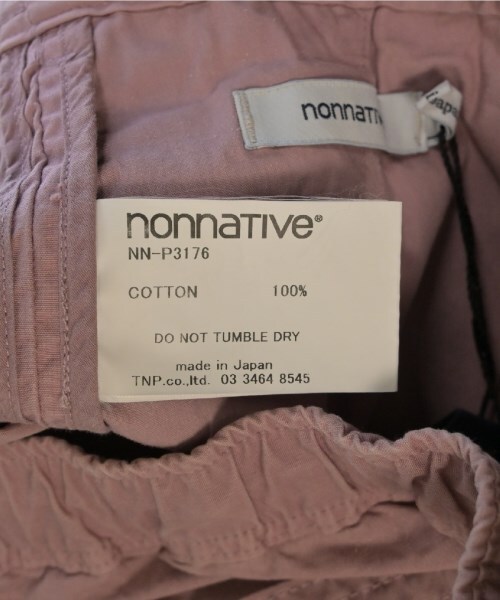 nonnative
Japa
nonnative®
NN-P3176
COTTON 100%
DO NOT TUMBLE DRY
made in Japan
TNP.co.,ltd. 03 3464 8545